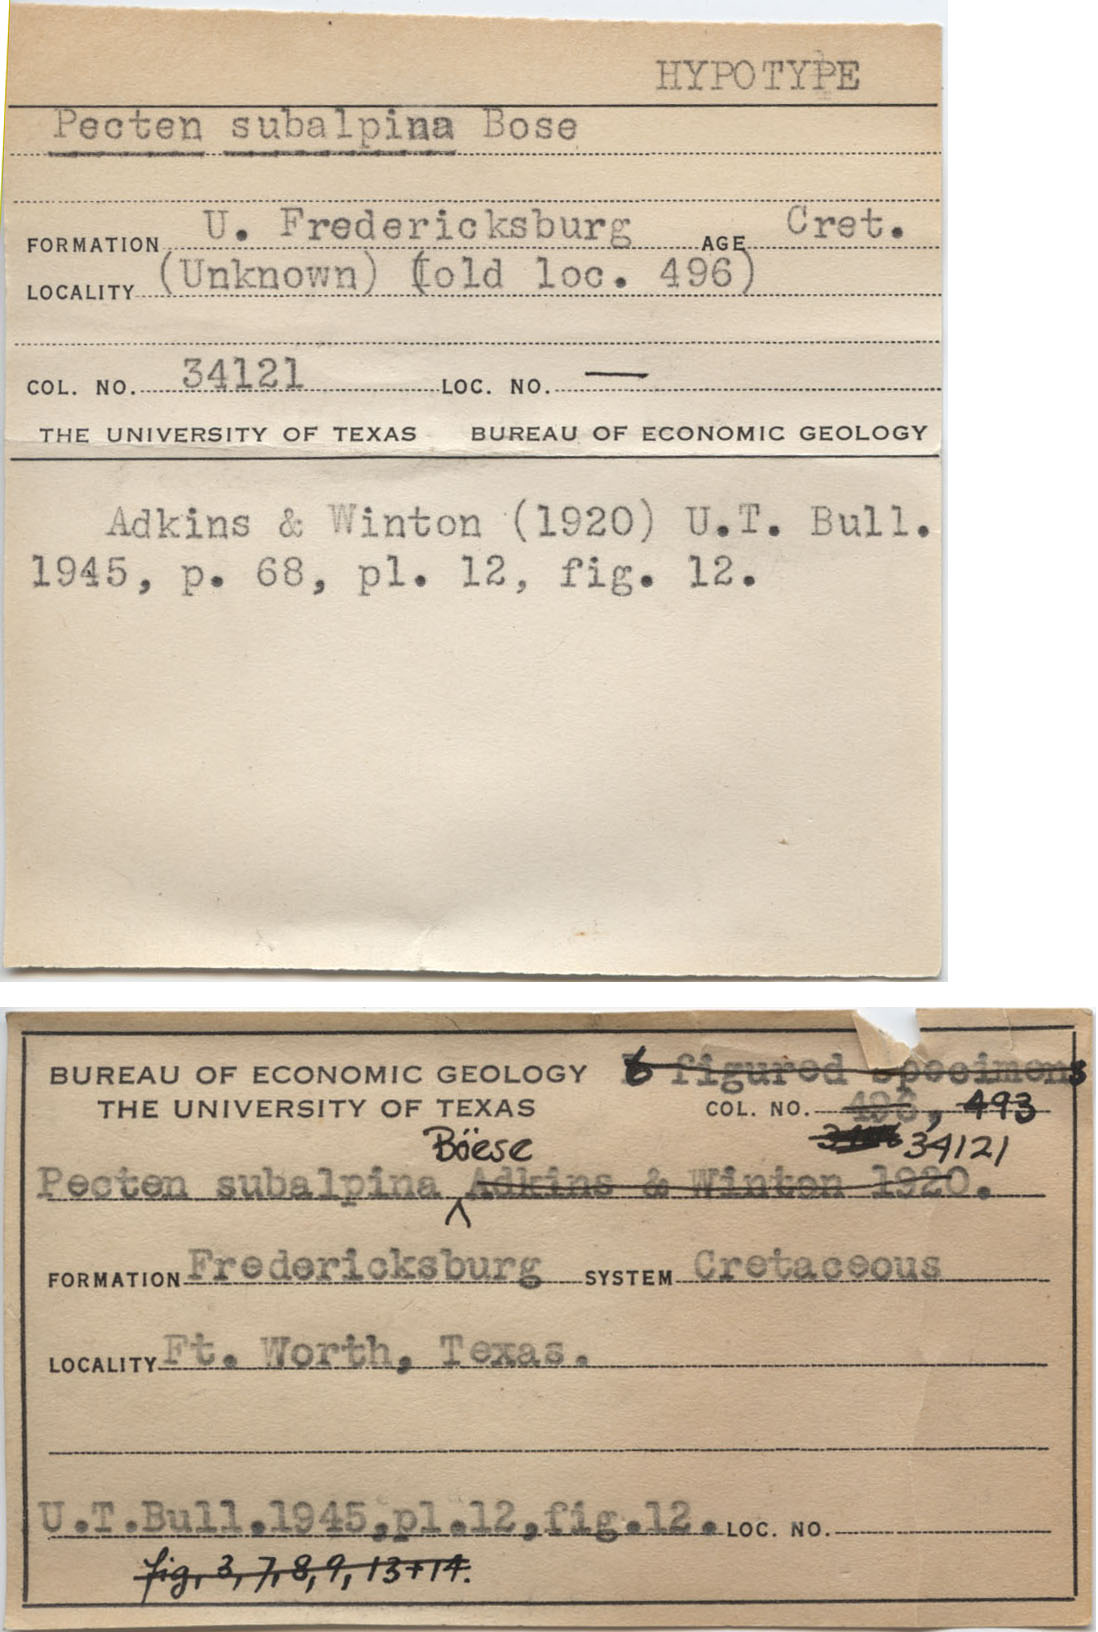 HYPOTYPE
Pecten subalpina Bose
FORMATION U. Fredericksburg AGE Cret.
LOCALITY (Unknown) (old loc. 496)
COL. NO. 34121 LOC. NO. —
THE UNIVERSITY OF TEXAS BUREAU OF ECONOMIC GEOLOGY
Adkins & Winton (1920) U.T. Bull.
1945, p. 68, pl. 12, fig. 12.
BUREAU OF ECONOMIC GEOLOGY 6 figured specimens
THE UNIVERSITY OF TEXAS COL. NO. 496, 493
34121
Böese
Pecten subalpina ^ Adkins & Winton 1920.
FORMATION Fredericksburg SYSTEM Cretaceous
LOCALITY Ft. Worth, Texas.
U.T.Bull.1945,pl.12,fig.12. LOC. NO.
fig, 3, 7, 8, 9, 13+14.